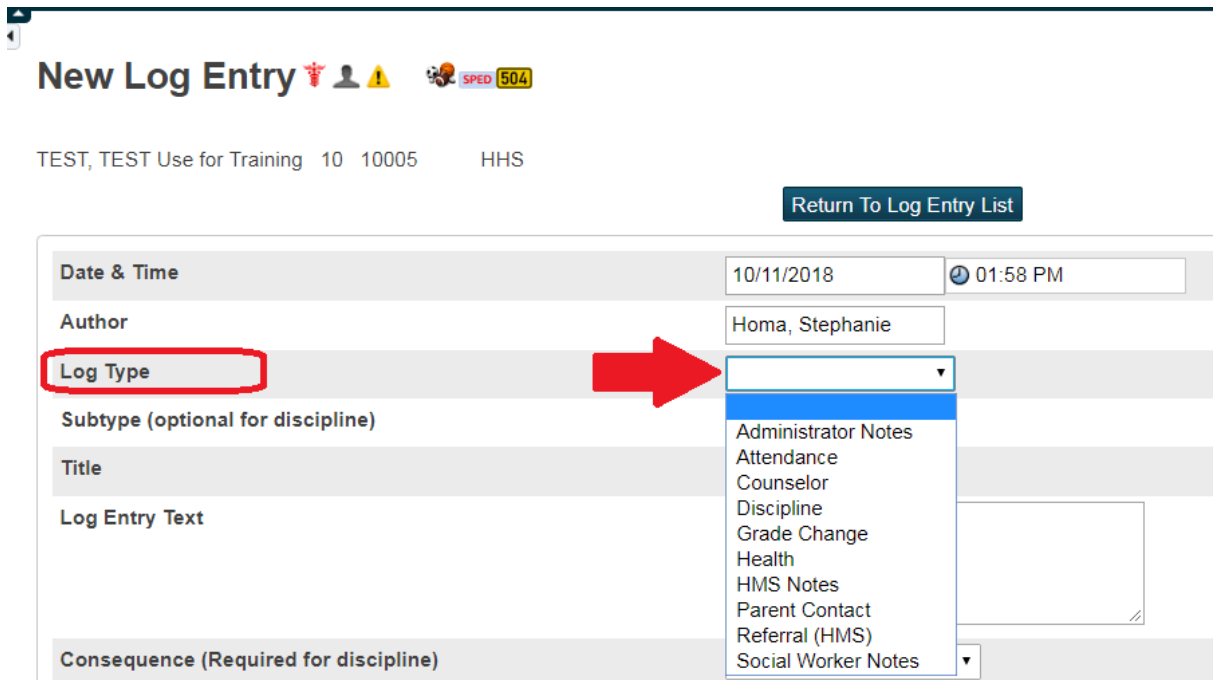 New Log Entry SPED 504
TEST, TEST Use for Training 10 10005 HHS
Return To Log Entry List
Date & Time 10/11/2018 01:58 PM
Author Homa, Stephanie
Log Type
Subtype (optional for discipline)
Title
Log Entry Text
Administrator Notes
Attendance
Counselor
Discipline
Grade Change
Health
HMS Notes
Parent Contact
Referral (HMS)
Social Worker Notes
Consequence (Required for discipline)